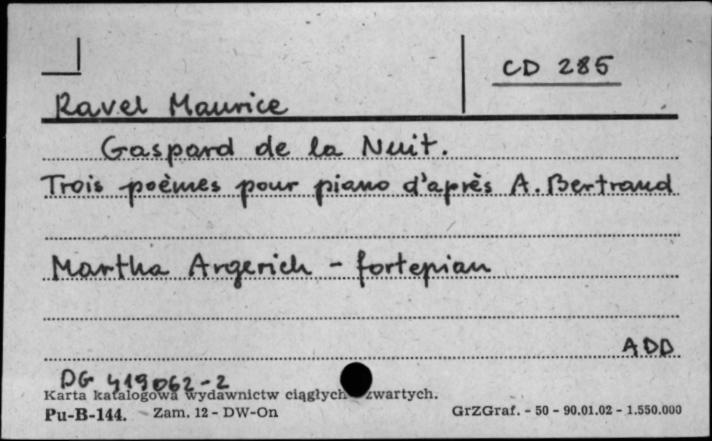 CD 285
Ravel Maurice
Gaspard de la Nuit.
Trois poèmes pour piano d'après A. Bertrand
Martha Argerich - fortepian
ADD
DG 419062-2
Karta katalogowa wydawnictw ciągłych zwartych.
Pu-B-144. Zam. 12 - DW-On GrZGraf. - 50 - 90.01.02 - 1.550.000